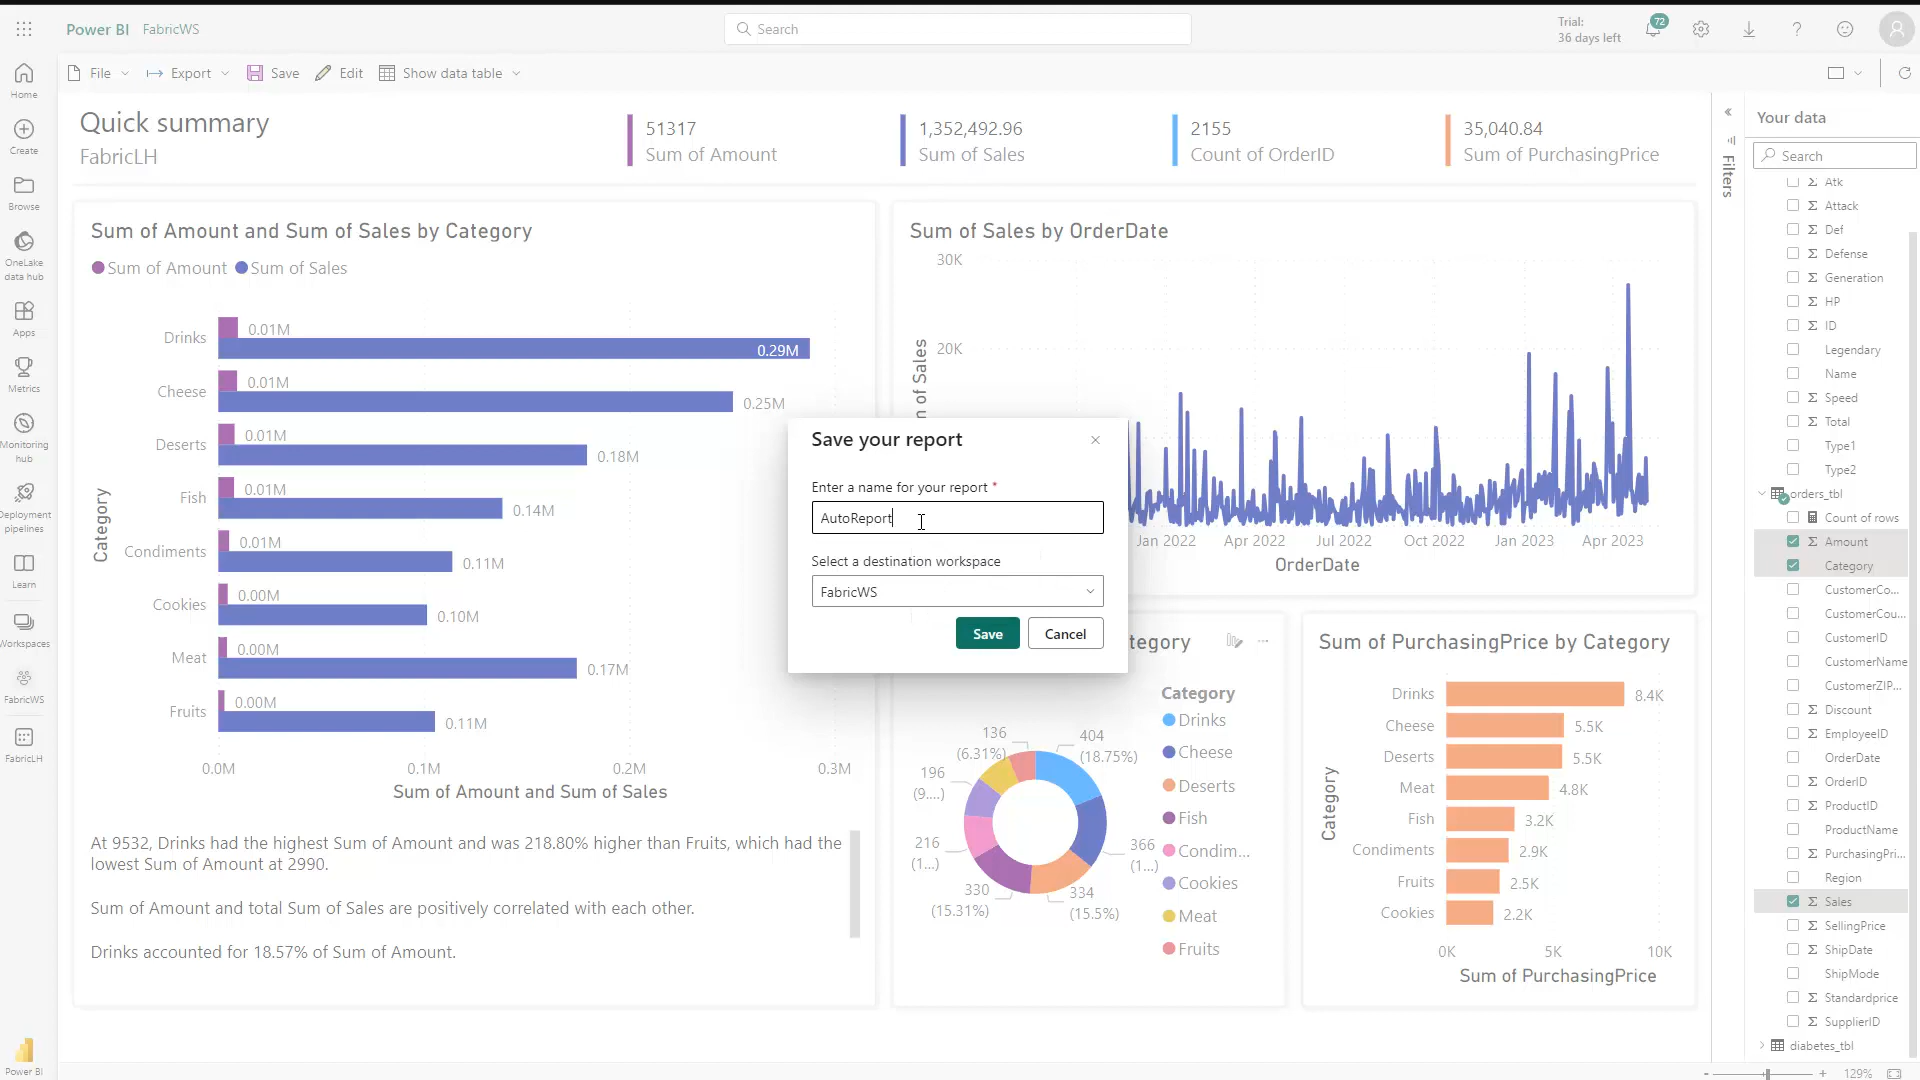 Power BI FabricWS
Search
Trial:
36 days left
72
File
Export
Save
Edit
Show data table
Home
Create
Browse
OneLake
data hub
Apps
Metrics
Monitoring
hub
Deployment
pipelines
Learn
Workspaces
FabricWS
FabricLH
Power BI
Quick summary
FabricLH
51317
Sum of Amount
1,352,492.96
Sum of Sales
2155
Count of OrderID
35,040.84
Sum of PurchasingPrice
Sum of Amount and Sum of Sales by Category
Sum of Amount Sum of Sales
Category
Drinks 0.01M 0.29M
Cheese 0.01M 0.25M
Deserts 0.01M 0.18M
Fish 0.01M 0.14M
Condiments 0.01M 0.11M
Cookies 0.00M 0.10M
Meat 0.00M 0.17M
Fruits 0.00M 0.11M
0.0M 0.1M 0.2M 0.3M
Sum of Amount and Sum of Sales
At 9532, Drinks had the highest Sum of Amount and was 218.80% higher than Fruits, which had the
lowest Sum of Amount at 2990.
Sum of Amount and total Sum of Sales are positively correlated with each other.
Drinks accounted for 18.57% of Sum of Amount.
Sum of Sales by OrderDate
30K
20K
n of Sales
Jan 2022 Apr 2022 Jul 2022 Oct 2022 Jan 2023 Apr 2023
OrderDate
Save your report
Enter a name for your report *
AutoReport
Select a destination workspace
FabricWS
Save Cancel
tegory
Category
Drinks
Cheese
Deserts
Fish
Condim...
Cookies
Meat
Fruits
404
(18.75%)
366
(1...)
334
(15.5%)
330
(15.31%)
216
(1...)
196
(9....)
136
(6.31%)
Sum of PurchasingPrice by Category
Category
Drinks 8.4K
Cheese 5.5K
Deserts 5.5K
Meat 4.8K
Fish 3.2K
Condiments 2.9K
Fruits 2.5K
Cookies 2.2K
0K 5K 10K
Sum of PurchasingPrice
Filters
Your data
Search
Atk
Attack
Def
Defense
Generation
HP
ID
Legendary
Name
Speed
Total
Type1
Type2
orders_tbl
Count of rows
Amount
Category
CustomerCo...
CustomerCou...
CustomerID
CustomerName
CustomerZIP...
Discount
EmployeeID
OrderDate
OrderID
ProductID
ProductName
PurchasingPri...
Region
Sales
SellingPrice
ShipDate
ShipMode
Standardprice
SupplierID
diabetes_tbl
- + 129%